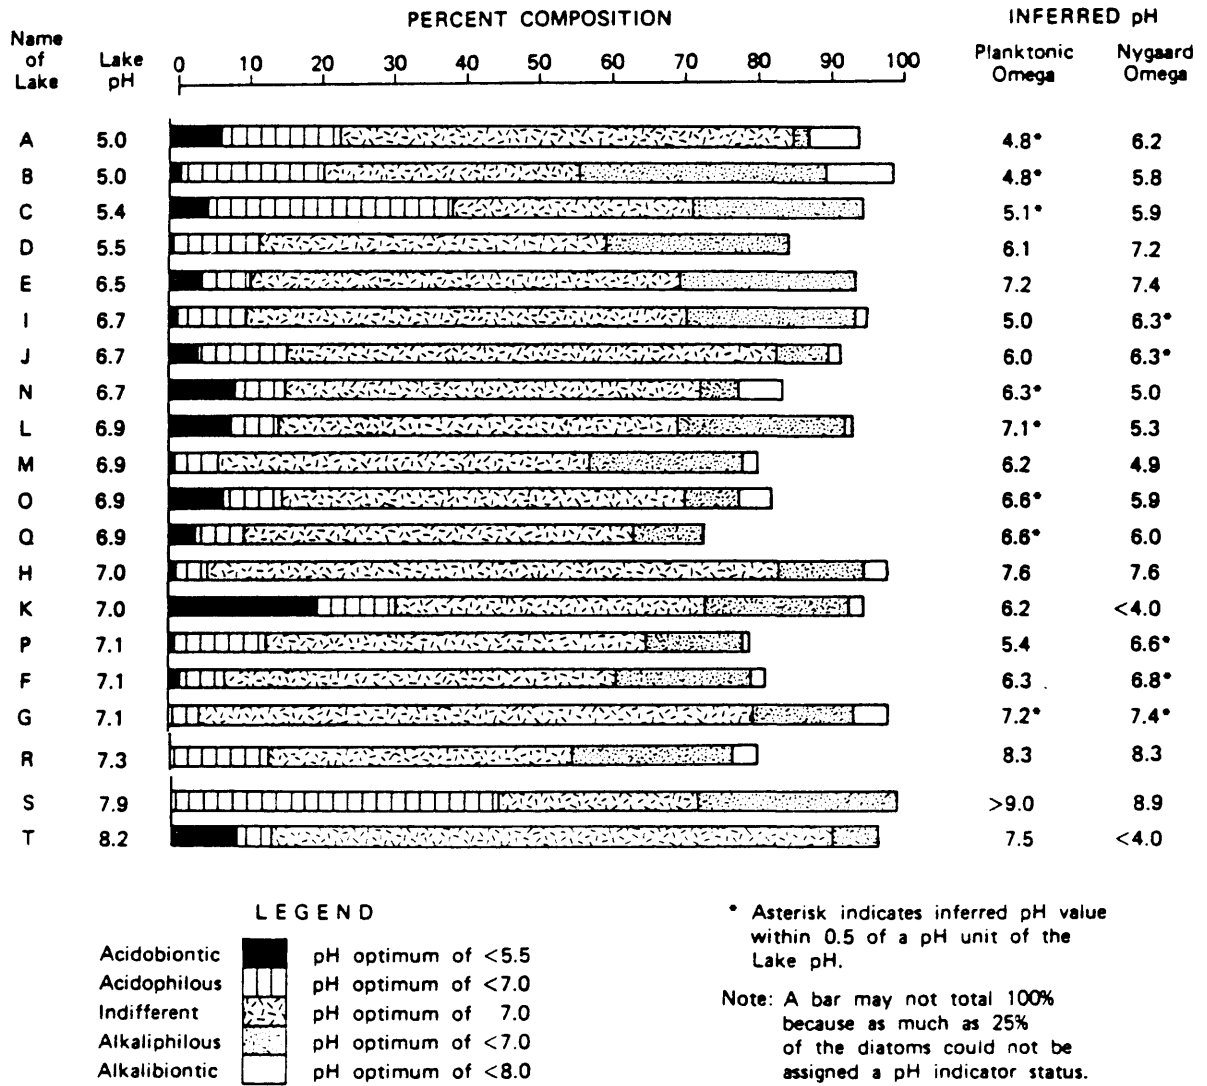 PERCENT COMPOSITION INFERRED pH
Name of Lake Lake pH 0 10 20 30 40 50 60 70 80 90 100 Planktonic Omega Nygaard Omega
A 5.0 4.8* 6.2
B 5.0 4.8* 5.8
C 5.4 5.1* 5.9
D 5.5 6.1 7.2
E 6.5 7.2 7.4
I 6.7 5.0 6.3*
J 6.7 6.0 6.3*
N 6.7 6.3* 5.0
L 6.9 7.1* 5.3
M 6.9 6.2 4.9
O 6.9 6.6* 5.9
Q 6.9 6.6* 6.0
H 7.0 7.6 7.6
K 7.0 6.2 <4.0
P 7.1 5.4 6.6*
F 7.1 6.3 6.8*
G 7.1 7.2* 7.4*
R 7.3 8.3 8.3
S 7.9 >9.0 8.9
T 8.2 7.5 <4.0
LEGEND
Acidobiontic pH optimum of <5.5
Acidophilous pH optimum of <7.0
Indifferent pH optimum of 7.0
Alkaliphilous pH optimum of <7.0
Alkalibiontic pH optimum of <8.0
* Asterisk indicates inferred pH value
within 0.5 of a pH unit of the
Lake pH.
Note: A bar may not total 100%
because as much as 25%
of the diatoms could not be
assigned a pH indicator status.